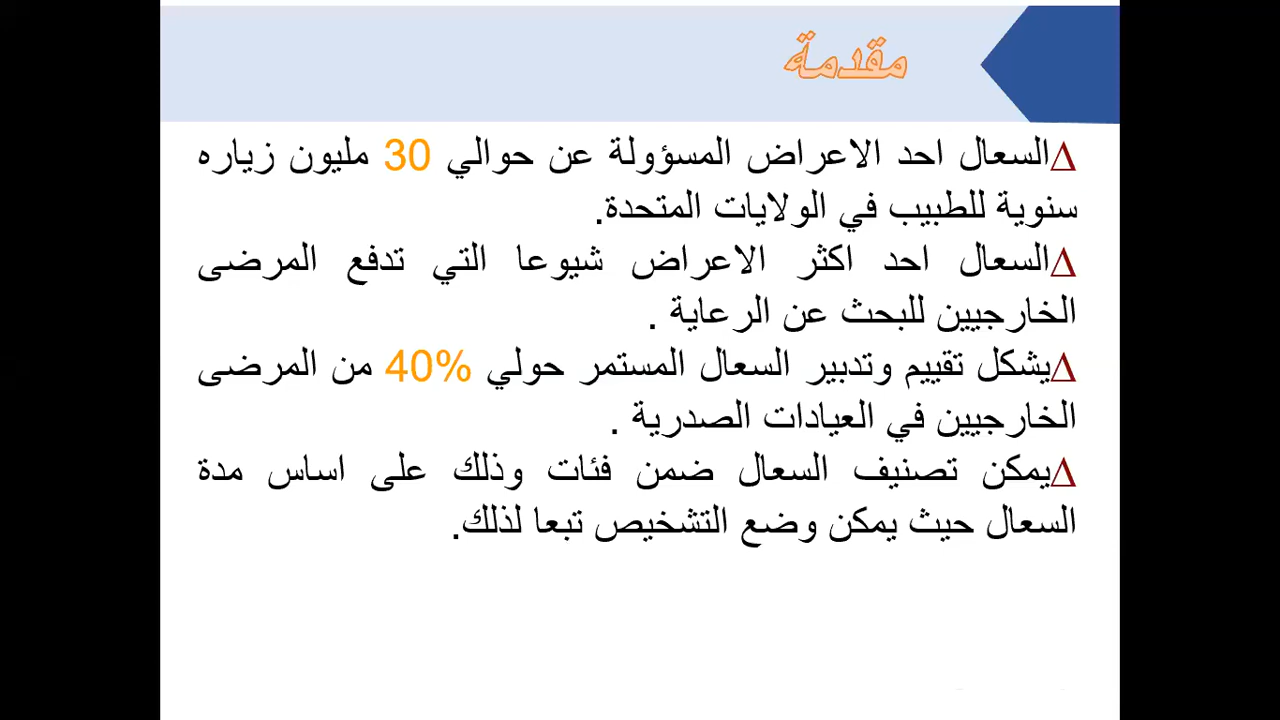 مقدمة
∆السعال احد الاعراض المسؤولة عن حوالي 30 مليون زياره
سنوية للطبيب في الولايات المتحدة.
∆السعال احد اكثر الاعراض شيوعا التي تدفع المرضى
الخارجيين للبحث عن الرعاية .
∆يشكل تقييم وتدبير السعال المستمر حولي 40% من المرضى
الخارجيين في العيادات الصدرية .
∆يمكن تصنيف السعال ضمن فئات وذلك على اساس مدة
السعال حيث يمكن وضع التشخيص تبعا لذلك.